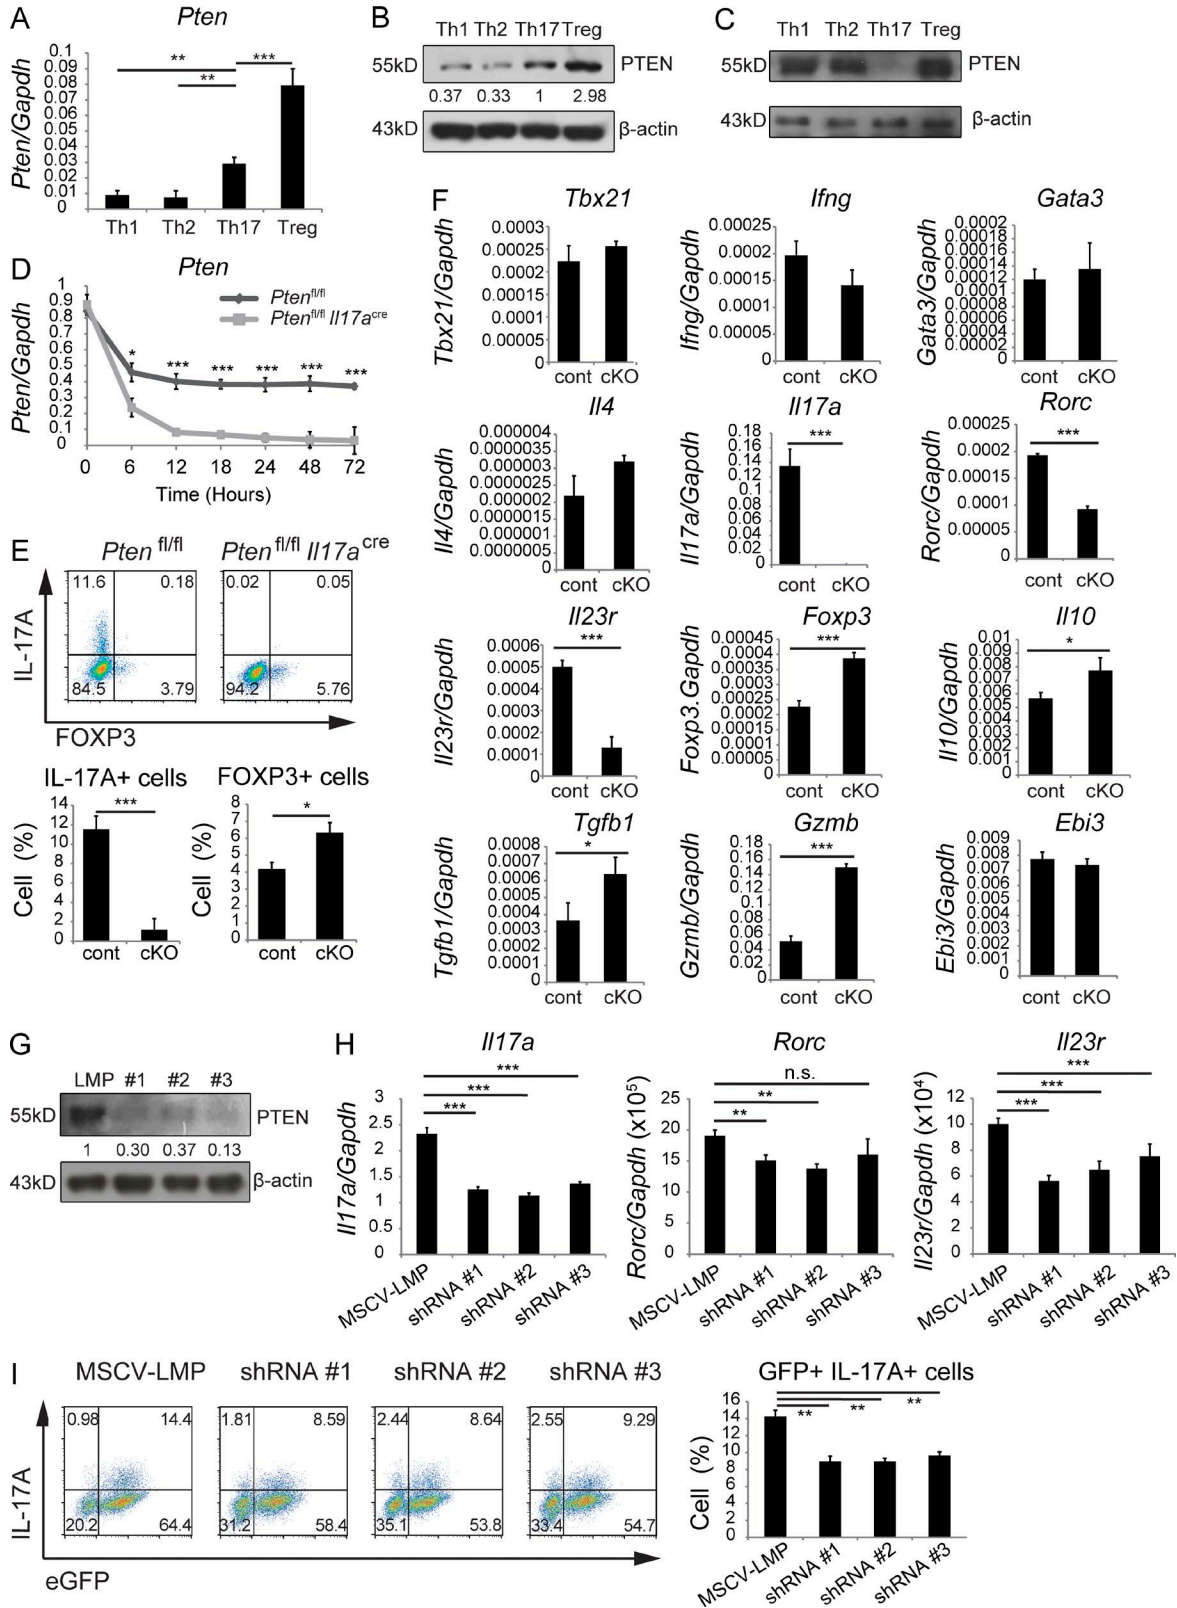 A
Pten
Pten/Gapdh
0.1
0.09
0.08
0.07
0.06
0.05
0.04
0.03
0.02
0.01
0
** ***
**
Th1 Th2 Th17 Treg
B
Th1 Th2 Th17 Treg
55kD PTEN
0.37 0.33 1 2.98
43kD β-actin
C
Th1 Th2 Th17 Treg
55kD PTEN
43kD β-actin
D
Pten
Pten/Gapdh
1
0.9
0.8
0.7
0.6
0.5
0.4
0.3
0.2
0.1
0
Pten fl/fl
Pten fl/fl Il17a cre
* *** *** *** *** ***
0 6 12 18 24 48 72
Time (Hours)
E
Pten fl/fl Pten fl/fl Il17a cre
IL-17A
11.6 0.18 0.02 0.05
84.5 3.79 94.2 5.76
FOXP3
IL-17A+ cells
Cell (%)
14
12
10
8
6
4
2
0
***
cont cKO
FOXP3+ cells
Cell (%)
8
7
6
5
4
3
2
1
0
*
cont cKO
F
Tbx21
Tbx21/Gapdh
0.0003
0.00025
0.0002
0.00015
0.0001
0.00005
0
cont cKO
Ifng
Ifng/Gapdh
0.00025
0.0002
0.00015
0.0001
0.00005
0
cont cKO
Gata3
Gata3/Gapdh
0.0002
0.00018
0.00016
0.00014
0.00012
0.0001
0.00008
0.00006
0.00004
0.00002
0
cont cKO
Il4
Il4/Gapdh
0.000004
0.0000035
0.000003
0.0000025
0.000002
0.0000015
0.000001
0.0000005
0
cont cKO
Il17a
Il17a/Gapdh
0.18
0.16
0.14
0.12
0.1
0.08
0.06
0.04
0.02
***
cont cKO
Rorc
Rorc/Gapdh
0.00025
0.0002
0.00015
0.0001
0.00005
0
***
cont cKO
Il23r
Il23r/Gapdh
0.0006
0.0005
0.0004
0.0003
0.0002
0.0001
0
***
cont cKO
Foxp3
Foxp3.Gapdh
0.00045
0.0004
0.00035
0.0003
0.00025
0.0002
0.00015
0.0001
0.00005
0
***
cont cKO
Il10
Il10/Gapdh
0.01
0.009
0.008
0.007
0.006
0.005
0.004
0.003
0.002
0.001
0
*
cont cKO
Tgfb1
Tgfb1/Gapdh
0.0008
0.0007
0.0006
0.0005
0.0004
0.0003
0.0002
0.0001
0
*
cont cKO
Gzmb
Gzmb/Gapdh
0.18
0.16
0.14
0.12
0.1
0.08
0.06
0.04
0.02
0
***
cont cKO
Ebi3
Ebi3/Gapdh
0.009
0.008
0.007
0.006
0.005
0.004
0.003
0.002
0.001
0
cont cKO
G
LMP #1 #2 #3
55kD PTEN
1 0.30 0.37 0.13
43kD β-actin
H
Il17a
Il17a/Gapdh
3
2.5
2
1.5
1
0.5
0
***
***
***
MSCV-LMP shRNA #1 shRNA #2 shRNA #3
Rorc
Rorc/Gapdh (x10⁵)
25
20
15
10
5
0
n.s.
**
**
MSCV-LMP shRNA #1 shRNA #2 shRNA #3
Il23r
Il23r/Gapdh (x10⁴)
12
10
8
6
4
2
0
***
***
***
MSCV-LMP shRNA #1 shRNA #2 shRNA #3
I
MSCV-LMP shRNA #1 shRNA #2 shRNA #3
IL-17A
0.98 14.4 1.81 8.59 2.44 8.64 2.55 9.29
20.2 64.4 31.2 58.4 35.1 53.8 33.4 54.7
eGFP
GFP+ IL-17A+ cells
Cell (%)
16
14
12
10
8
6
4
2
0
** ** **
MSCV-LMP shRNA #1 shRNA #2 shRNA #3